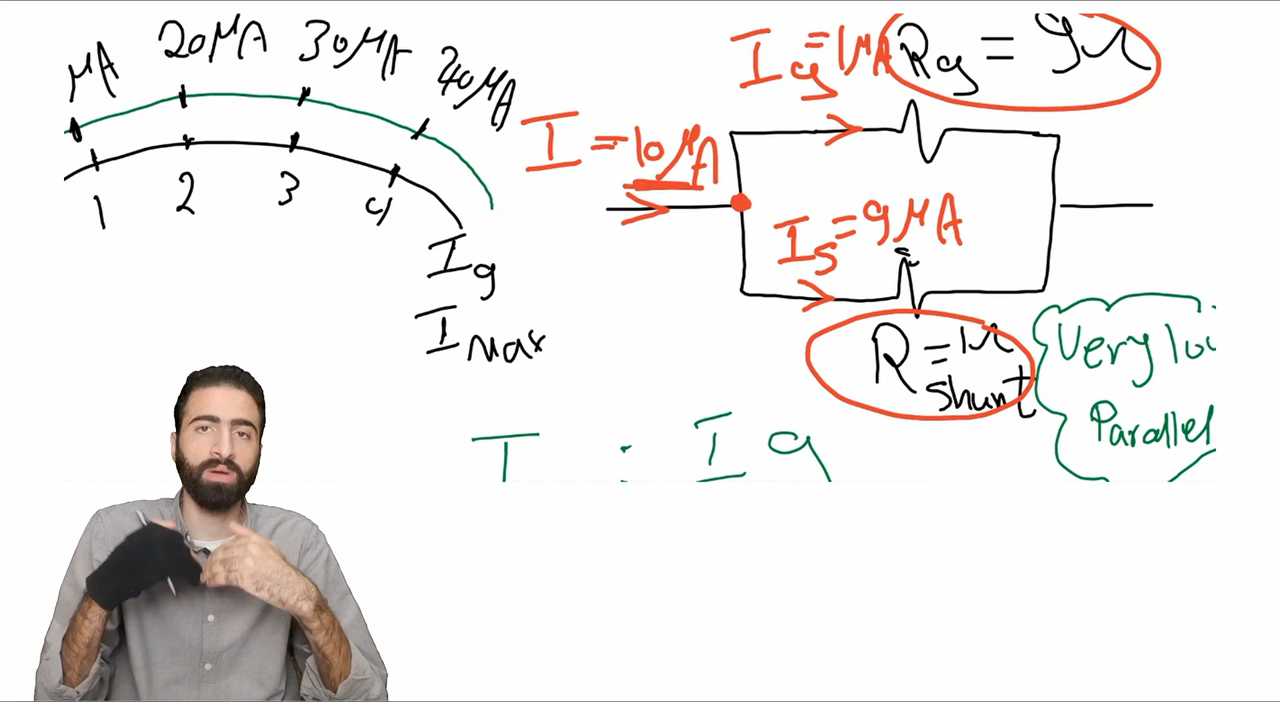 μA 20μA 30μA 40μA
1 2 3 4
Ig
IMax
I = 10μA
Ig = 1μA
Rg = 9Ω
Is = 9μA
R shunt = 1Ω
Very
Parallel
I : Ig